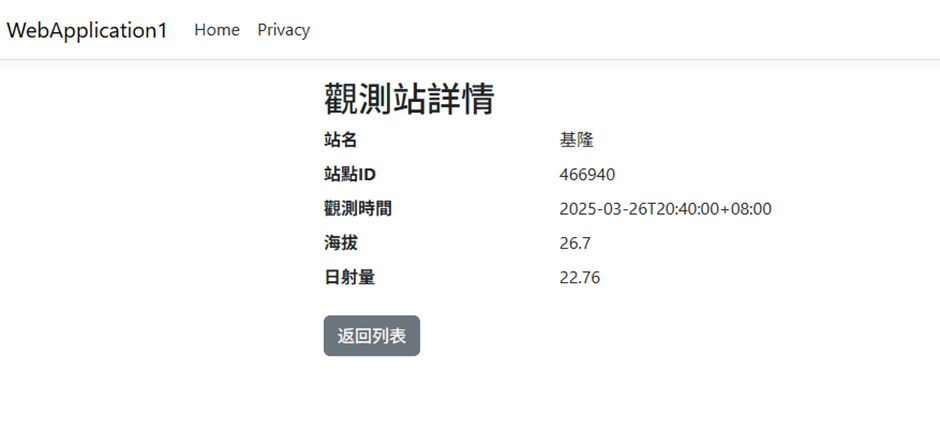 WebApplication1 Home Privacy
觀測站詳情
站名 基隆
站點ID 466940
觀測時間 2025-03-26T20:40:00+08:00
海拔 26.7
日射量 22.76
返回列表